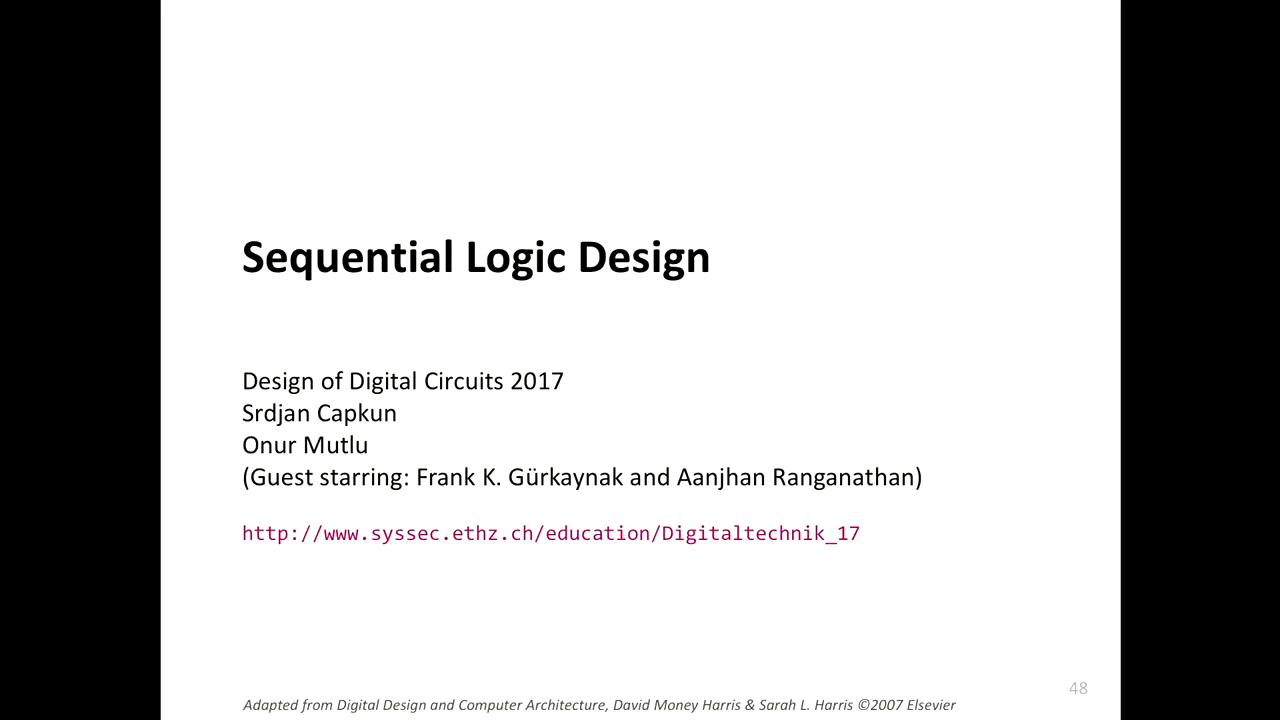 Sequential Logic Design
Design of Digital Circuits 2017
Srdjan Capkun
Onur Mutlu
(Guest starring: Frank K. Gürkaynak and Aanjhan Ranganathan)
http://www.syssec.ethz.ch/education/Digitaltechnik_17
48
Adapted from Digital Design and Computer Architecture, David Money Harris & Sarah L. Harris ©2007 Elsevier